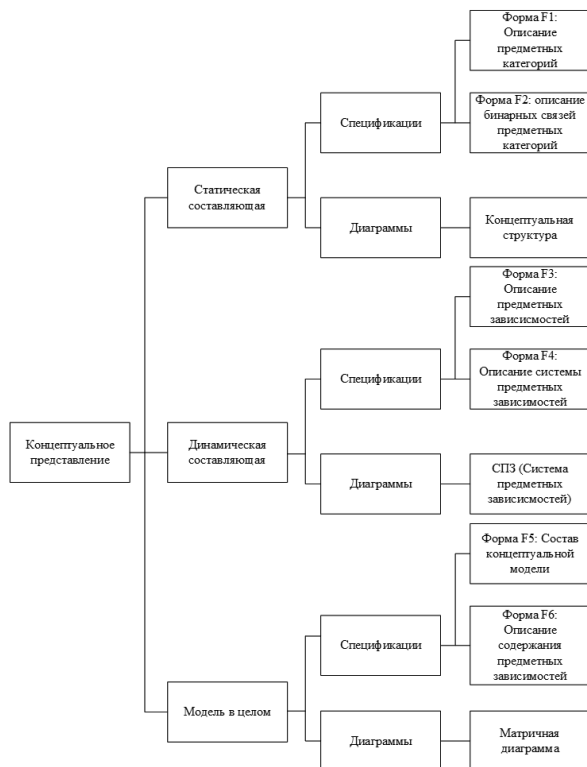 Форма F1:
Описание
предметных
категорий
Форма F2: описание
бинарных связей
предметных
категорий
Спецификации
Статическая
составляющая
Диаграммы
Концептуальная
структура
Форма F3:
Описание
предметных
зависисмостей
Форма F4:
Описание системы
предметных
зависимостей
Спецификации
Концептуальное
представление
Динамическая
составляющая
Диаграммы
СПЗ (Система
предметных
зависисмостей)
Форма F5: Состав
концептуальной
модели
Форма F6:
Описание
содержания
предметных
зависимостей
Спецификации
Модель в целом
Диаграммы
Матричная
диаграмма